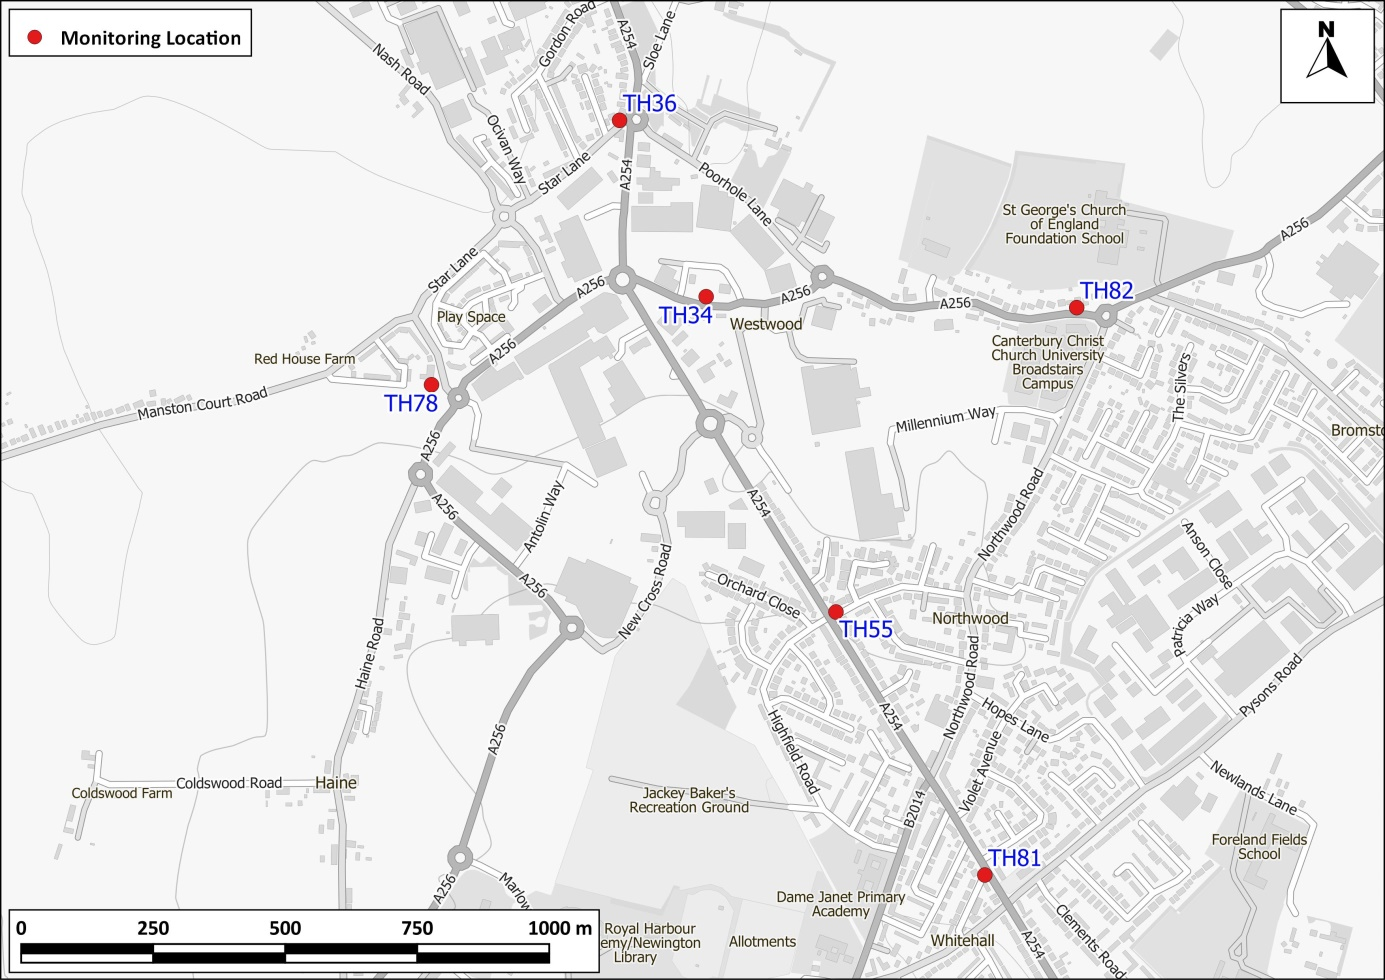 Monitoring Location
N
Nash Road
Gordon Road
A254
Sloe Lane
TH36
Ocivan Way
Star Lane
A254
Poorhole Lane
St George's Church
of England
Foundation School
A256
Star Lane
A256
TH34
A256
Westwood
A256
TH82
Play Space
A256
Canterbury Christ
Church University
Broadstairs
Campus
The Silvers
Red House Farm
TH78
Manston Court Road
Millennium Way
Bromsto
A256
A256
A254
Antolin Way
Northwood Road
Anson Close
A256
Orchard Close
New Cross Road
TH55
Northwood
Patricia Way
Haine Road
Northwood Road
Pysons Road
A254
Hopes Lane
A256
Highfield Road
Violet Avenue
Coldswood Road
Coldswood Farm
Haine
Jackey Baker's
Recreation Ground
B2014
Newlands Lane
Foreland Fields
School
TH81
A256
Marlow
Dame Janet Primary
Academy
Clements Road
Royal Harbour
emy/Newington
Library
Allotments
Whitehall
A254
0 250 500 750 1000 m